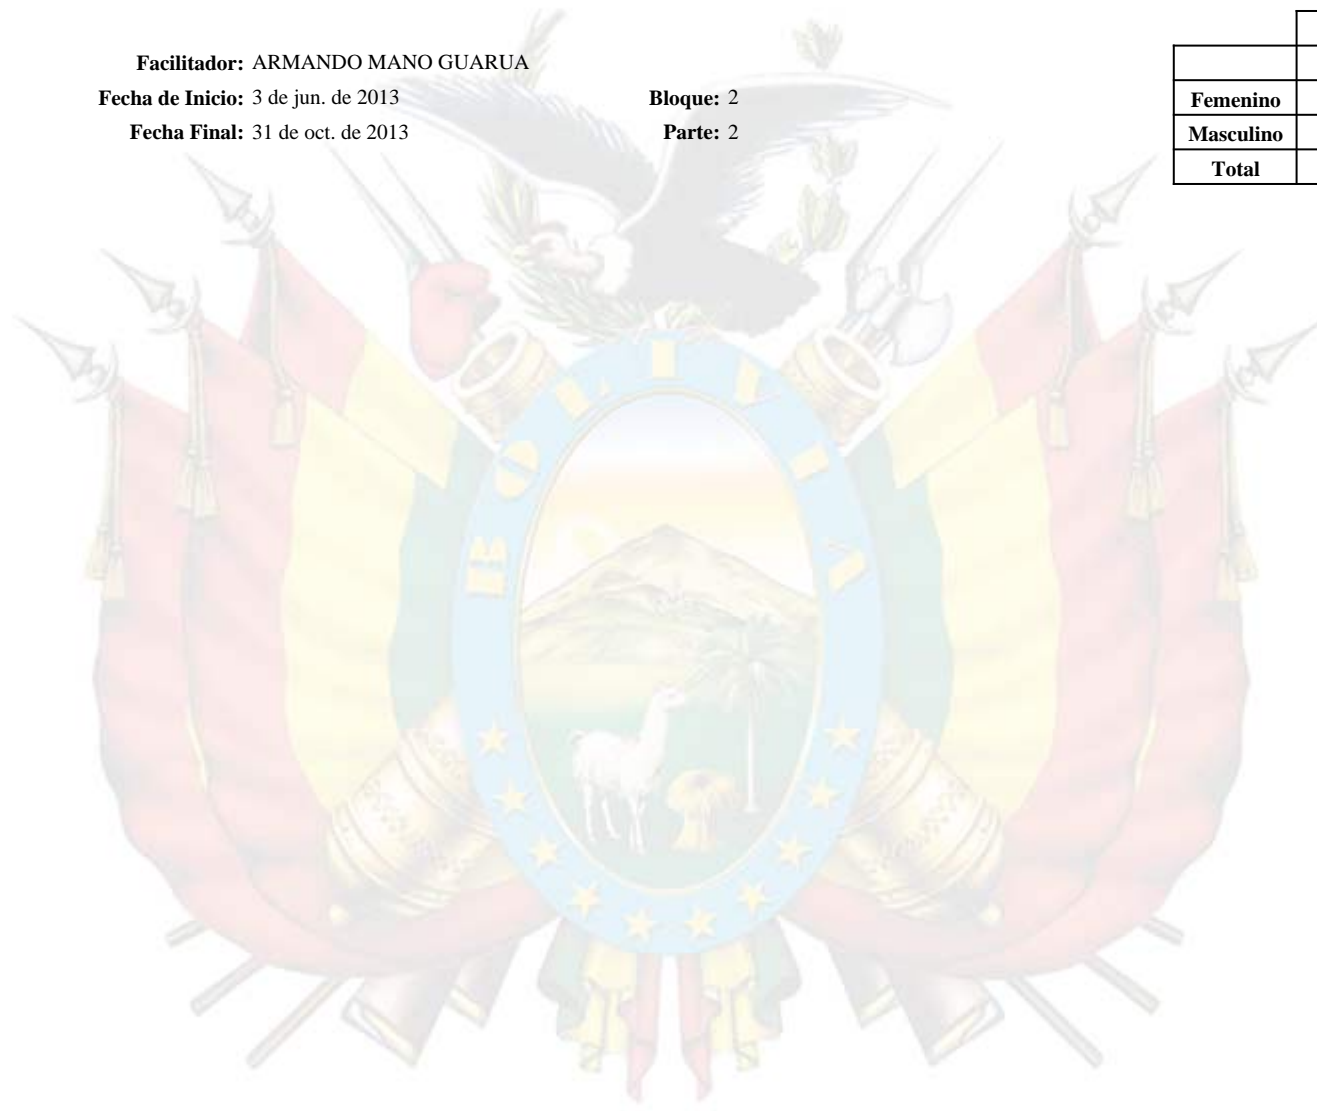 Facilitador: ARMANDO MANO GUARUA
Fecha de Inicio: 3 de jun. de 2013 Bloque: 2
Fecha Final: 31 de oct. de 2013 Parte: 2
Femenino
Masculino
Total
BOLIVIA